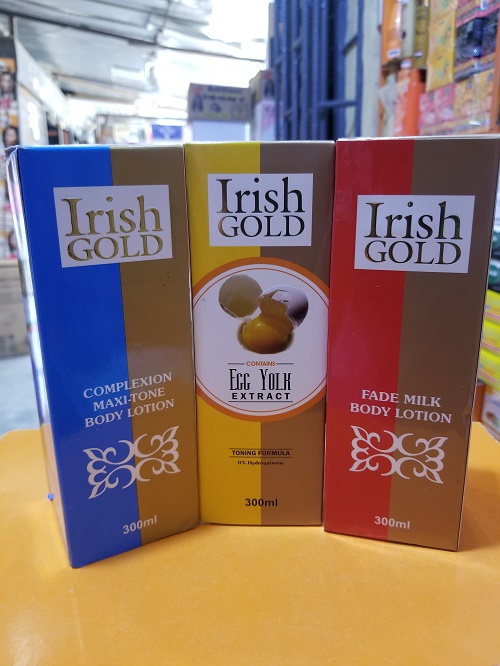 Irish
GOLD
COMPLEXION
MAXI-TONE
BODY LOTION
300ml
Irish
GOLD
CONTAINS
EGG YOLK
EXTRACT
TONING FORMULA
0% Hydroquinone
300ml
Irish
GOLD
FADE MILK
BODY LOTION
300ml